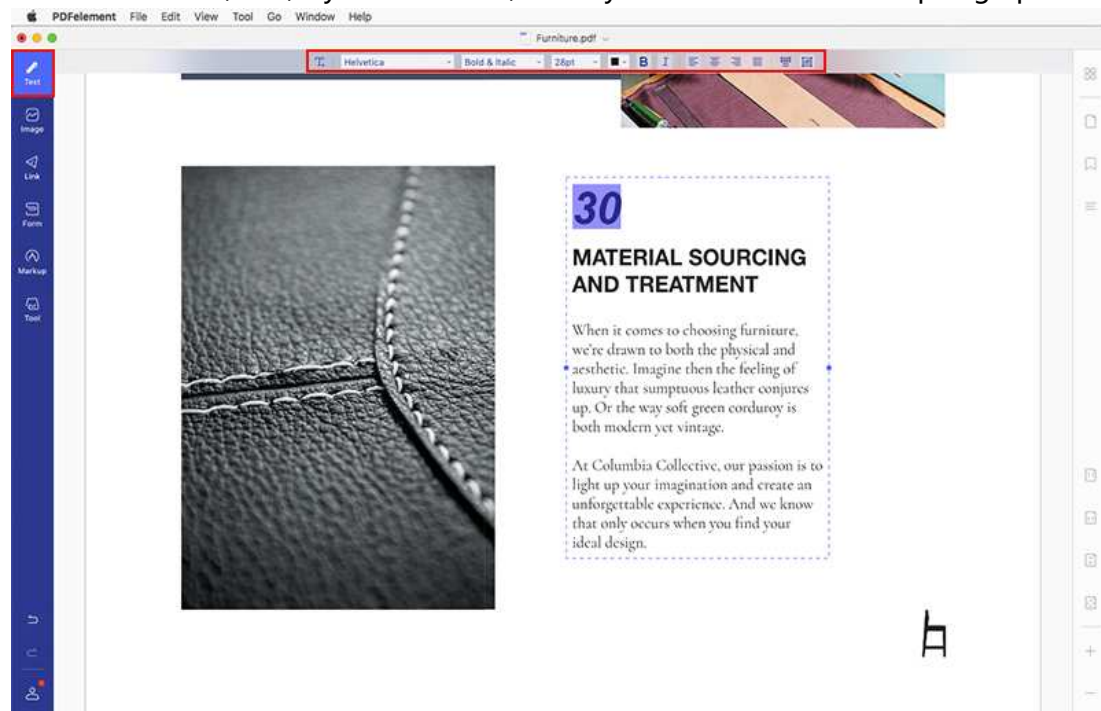 PDFelement File Edit View Tool Go Window Help
Furniture.pdf
Helvetica Bold & Italic 28pt B I
Text
Image
Link
Form
Markup
Tool
30
MATERIAL SOURCING
AND TREATMENT
When it comes to choosing furniture,
we're drawn to both the physical and
aesthetic. Imagine then the feeling of
luxury that sumptuous leather conjures
up. Or the way soft green corduroy is
both modern yet vintage.
At Columbia Collective, our passion is to
light up your imagination and create an
unforgettable experience. And we know
that only occurs when you find your
ideal design.